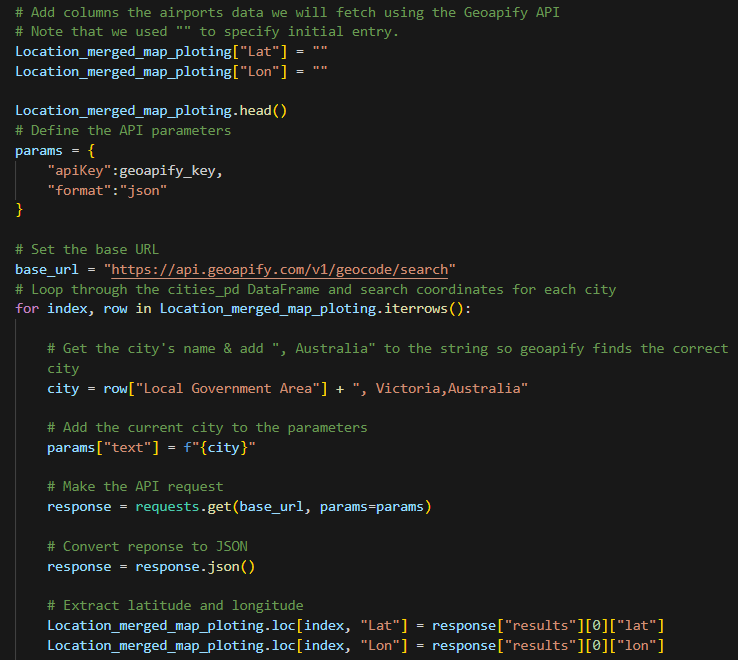 # Add columns the airports data we will fetch using the Geoapify API
# Note that we used "" to specify initial entry.
Location_merged_map_ploting["Lat"] = ""
Location_merged_map_ploting["Lon"] = ""
Location_merged_map_ploting.head()
# Define the API parameters
params = {
"apiKey":geoapify_key,
"format":"json"
}
# Set the base URL
base_url = "https://api.geoapify.com/v1/geocode/search"
# Loop through the cities_pd DataFrame and search coordinates for each city
for index, row in Location_merged_map_ploting.iterrows():
# Get the city's name & add ", Australia" to the string so geoapify finds the correct
city
city = row["Local Government Area"] + ", Victoria,Australia"
# Add the current city to the parameters
params["text"] = f"{city}"
# Make the API request
response = requests.get(base_url, params=params)
# Convert reponse to JSON
response = response.json()
# Extract latitude and longitude
Location_merged_map_ploting.loc[index, "Lat"] = response["results"][0]["lat"]
Location_merged_map_ploting.loc[index, "Lon"] = response["results"][0]["lon"]